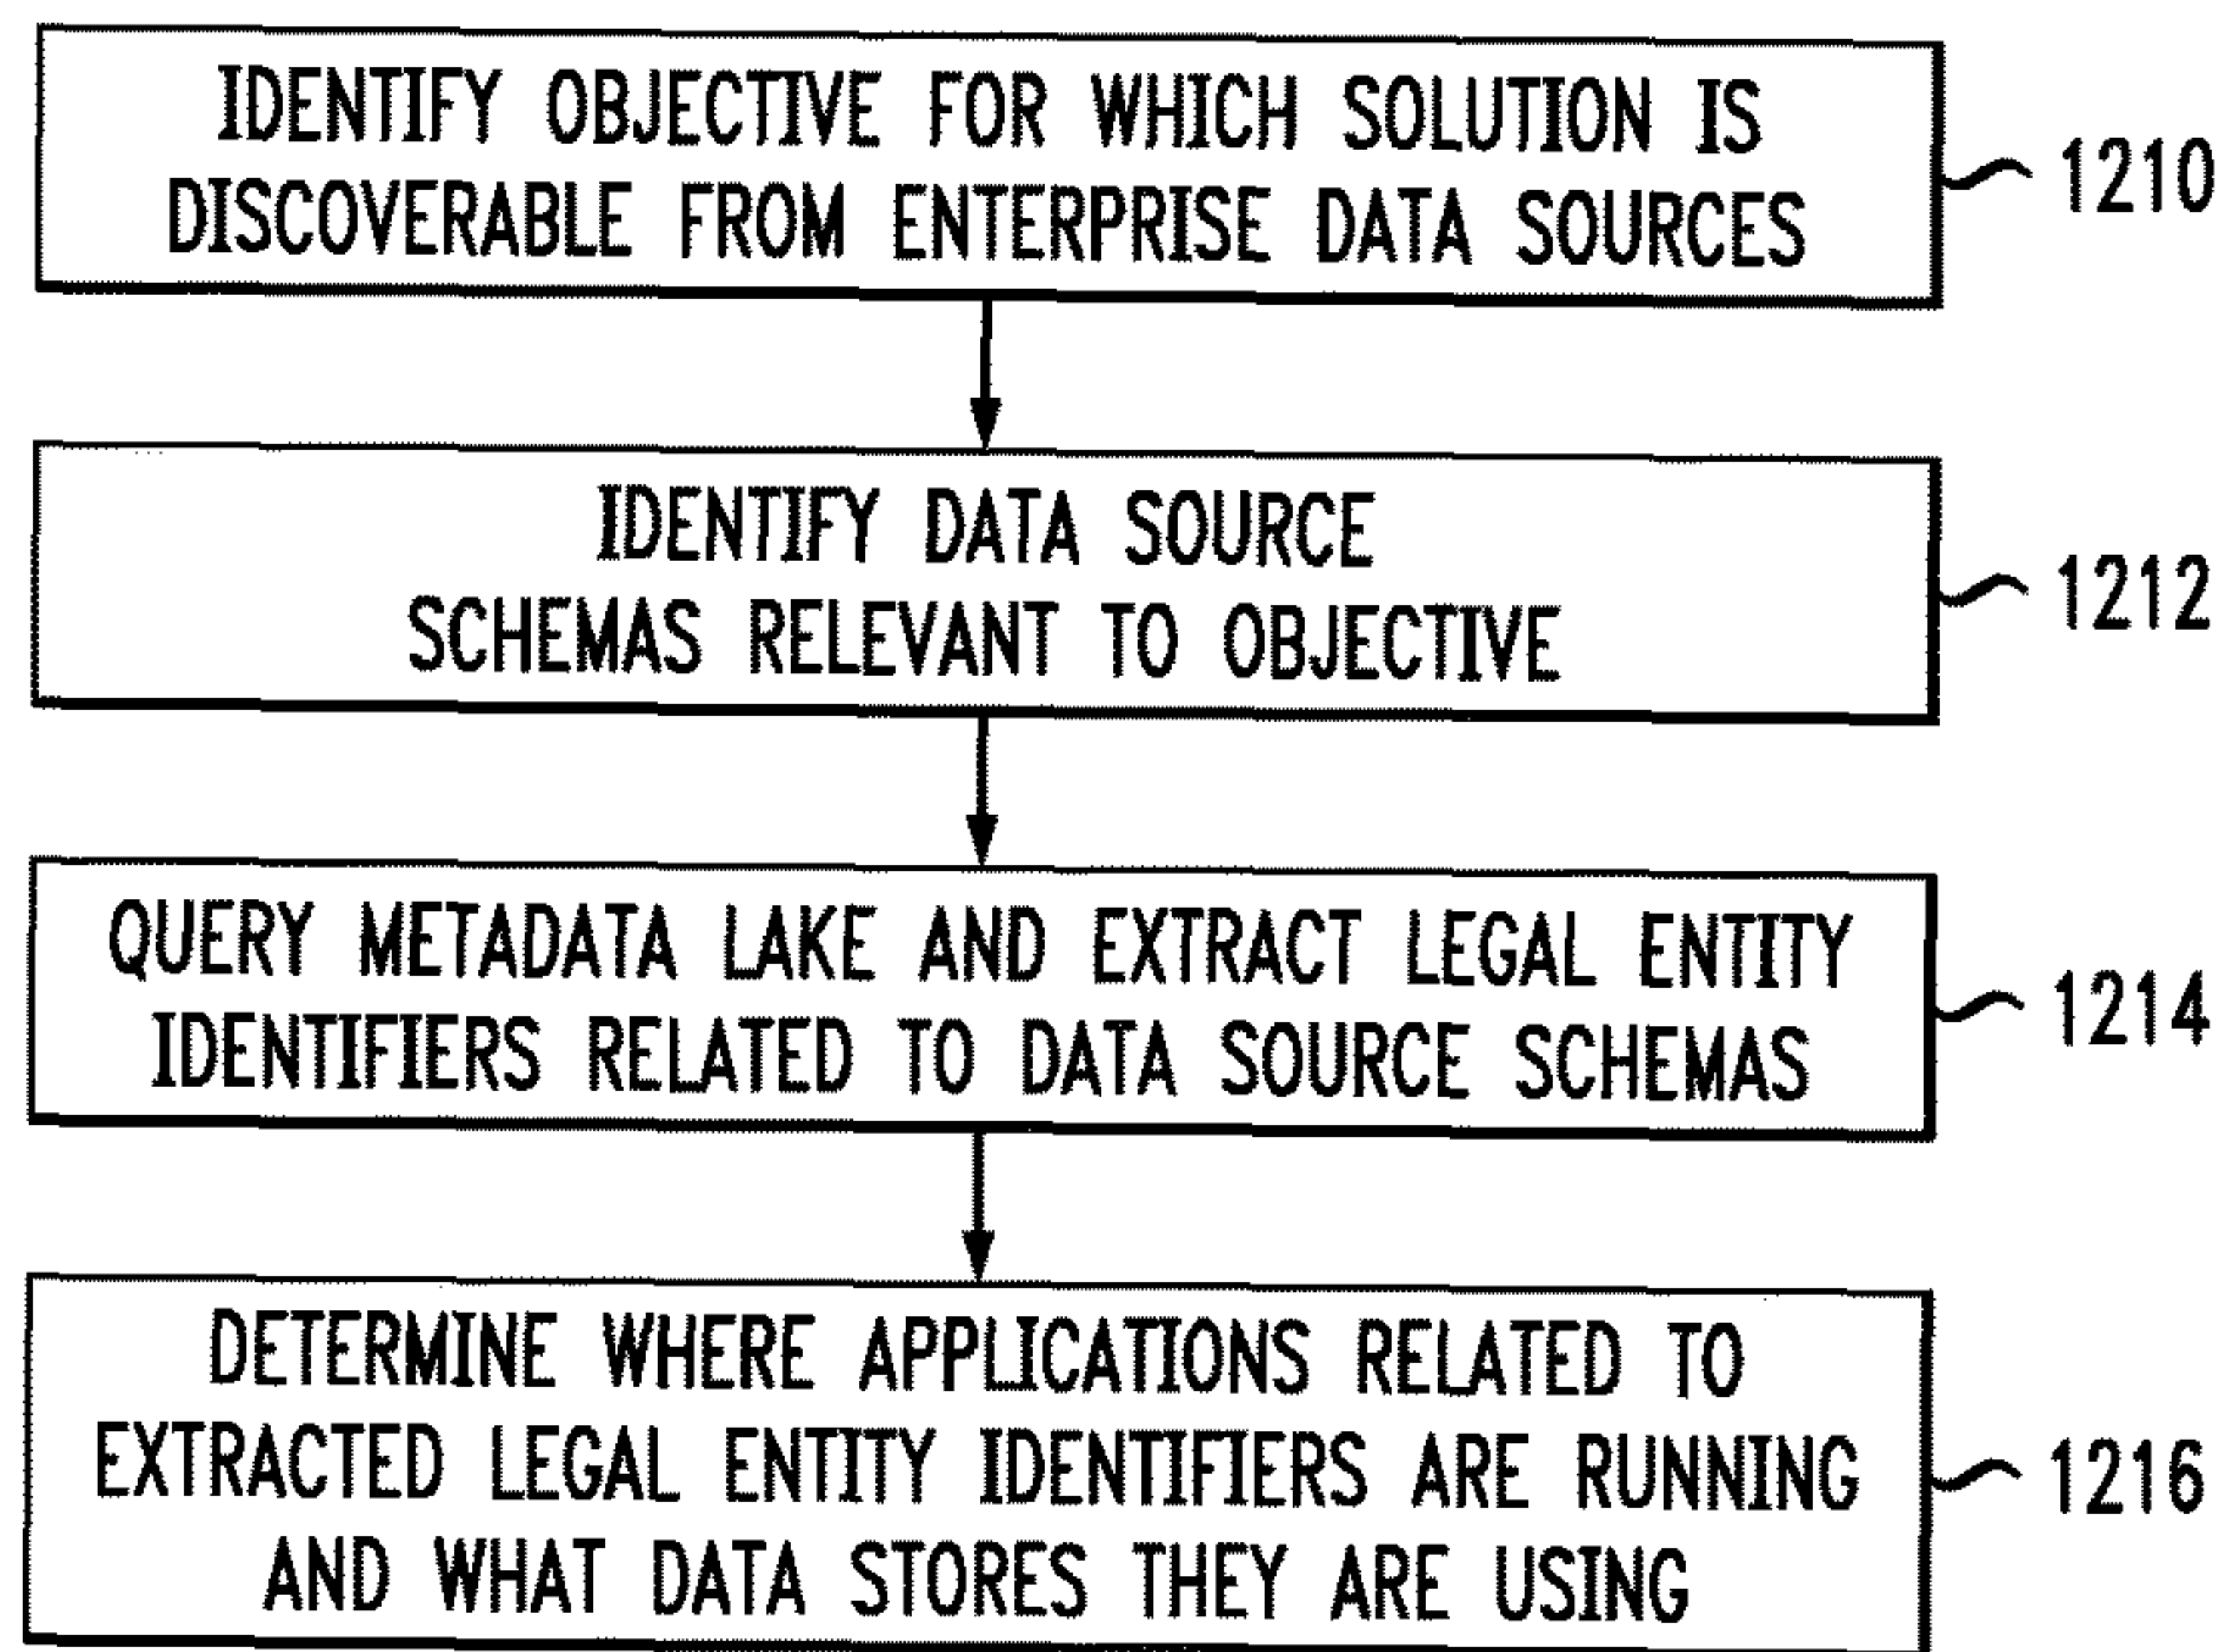 IDENTIFY OBJECTIVE FOR WHICH SOLUTION IS
DISCOVERABLE FROM ENTERPRISE DATA SOURCES
1210
IDENTIFY DATA SOURCE
SCHEMAS RELEVANT TO OBJECTIVE
1212
QUERY METADATA LAKE AND EXTRACT LEGAL ENTITY
IDENTIFIERS RELATED TO DATA SOURCE SCHEMAS
1214
DETERMINE WHERE APPLICATIONS RELATED TO
EXTRACTED LEGAL ENTITY IDENTIFIERS ARE RUNNING
AND WHAT DATA STORES THEY ARE USING
1216